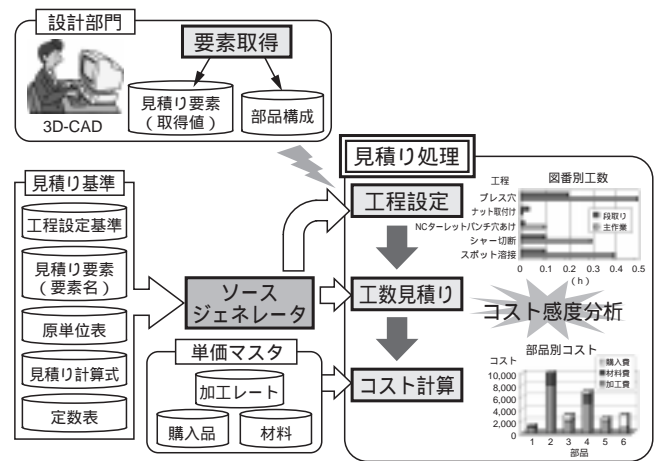 設計部門
要素取得
見積り要素
（取得値）
部品構成
3D-CAD
見積り基準
工程設定基準
見積り要素
（要素名）
原単位表
見積り計算式
定数表
ソース
ジェネレータ
単価マスタ
加工レート
購入品
材料
見積り処理
工程設定
工数見積り
コスト計算
工程
図番別工数
プレス穴
ナット取付け
NCターレットパンチ穴あけ
シャー切断
スポット溶接
段取り
主作業
0 0.1 0.2 0.3 0.4 0.5
（h）
コスト感度分析
部品別コスト
コスト
10,000
8,000
6,000
4,000
2,000
0
購入費
材料費
加工費
1 2 3 4 5 6
部品